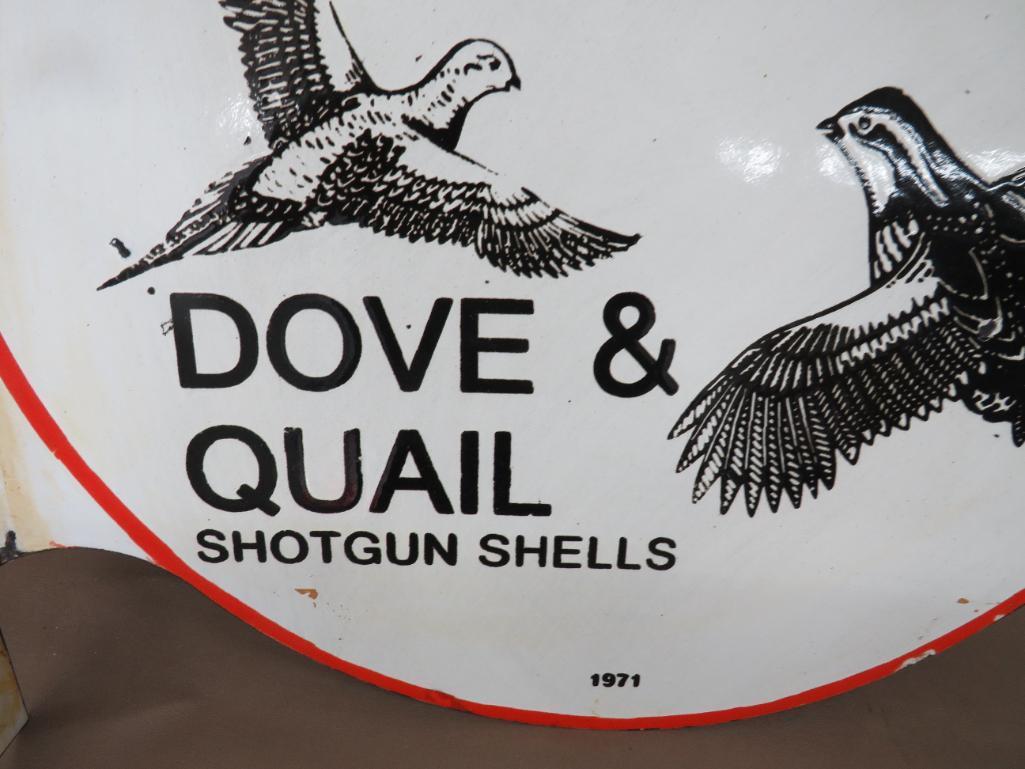 DOVE &
QUAIL
SHOTGUN SHELLS
1971